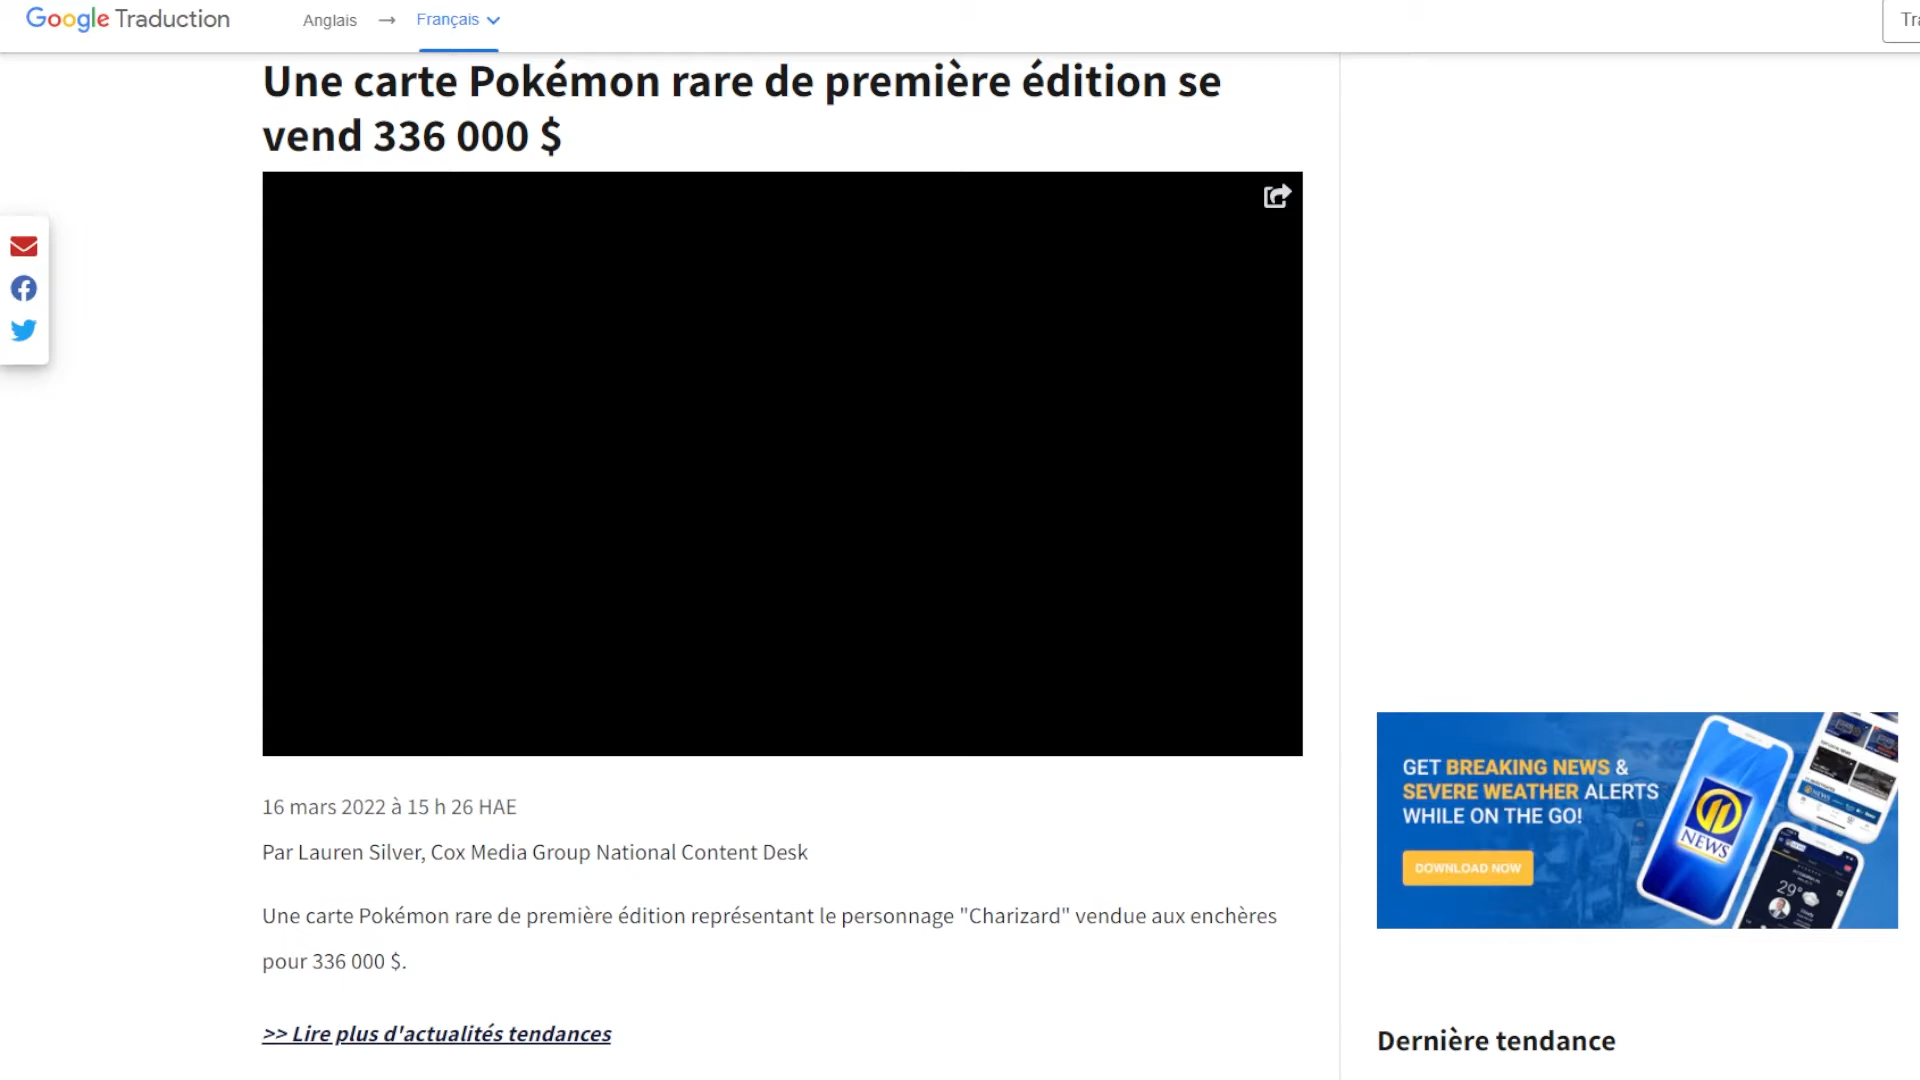 Google Traduction
Anglais → Français
Une carte Pokémon rare de première édition se
vend 336 000 $
16 mars 2022 à 15 h 26 HAE
Par Lauren Silver, Cox Media Group National Content Desk
Une carte Pokémon rare de première édition représentant le personnage "Charizard" vendue aux enchères
pour 336 000 $.
>> Lire plus d'actualités tendances
GET BREAKING NEWS &
SEVERE WEATHER ALERTS
WHILE ON THE GO!
DOWNLOAD NOW
11
NEWS
29°
Dernière tendance